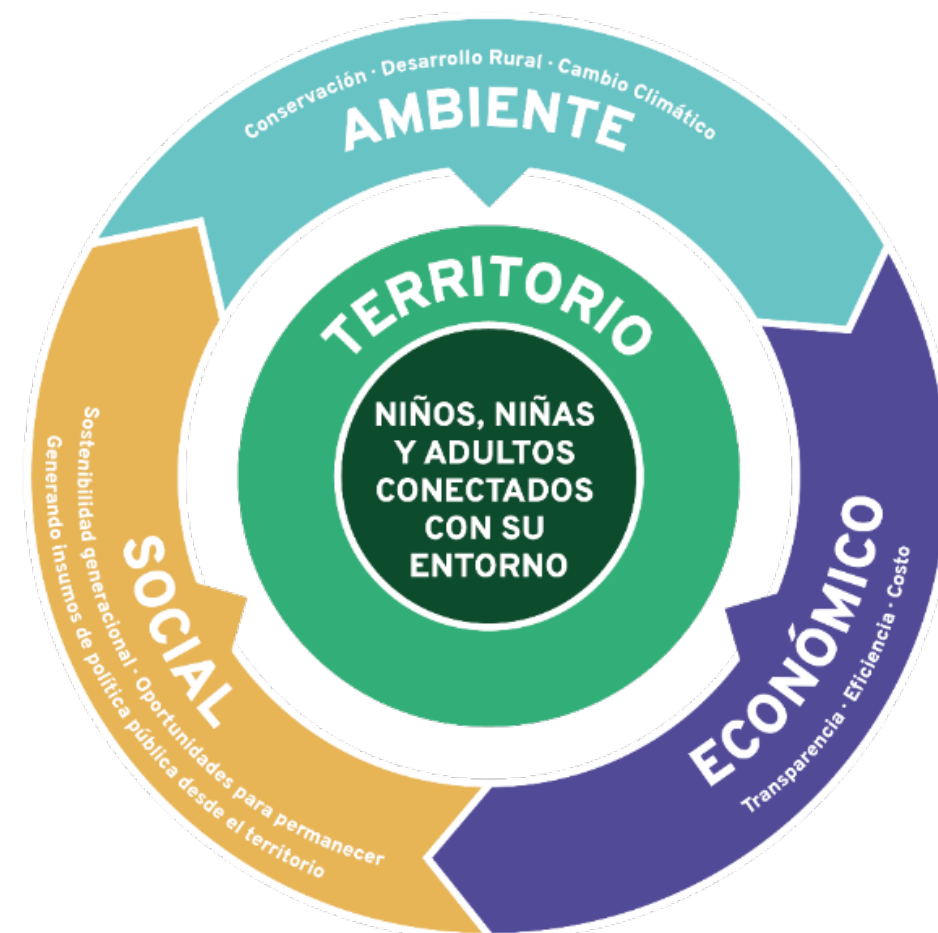 Conservación · Desarrollo Rural · Cambio Climático
AMBIENTE
TERRITORIO
NIÑOS, NIÑAS
Y ADULTOS
CONECTADOS
CON SU
ENTORNO
ECONÓMICO
Transparencia · Eficiencia · Costo
SOCIAL
Sostenibilidad generacional · Oportunidades para permanecer
Generando insumos de política pública desde el territorio